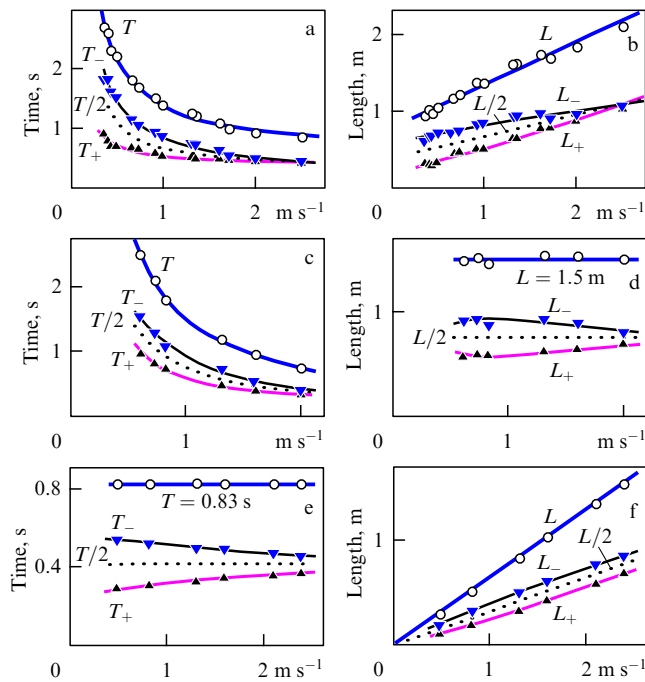 a
T
2
T₋
T/2
1
T₊
Time, s
0
1
2
m s⁻¹
b
L
2
L/2
L₋
1
L₊
Length, m
0
1
2
m s⁻¹
c
T
2
T₋
T/2
1
T₊
Time, s
0
1
m s⁻¹
d
L = 1.5 m
1
L₋
L/2
L₊
Length, m
0
1
m s⁻¹
0.8
T = 0.83 s
e
T₋
T/2
0.4
T₊
Time, s
0
1
2
m s⁻¹
f
L
L/2
1
L₋
L₊
Length, m
0
1
2
m s⁻¹